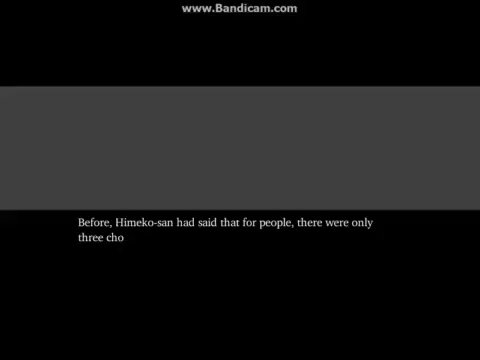 www.Bandicam.com
Before, Himeko-san had said that for people, there were only
three cho